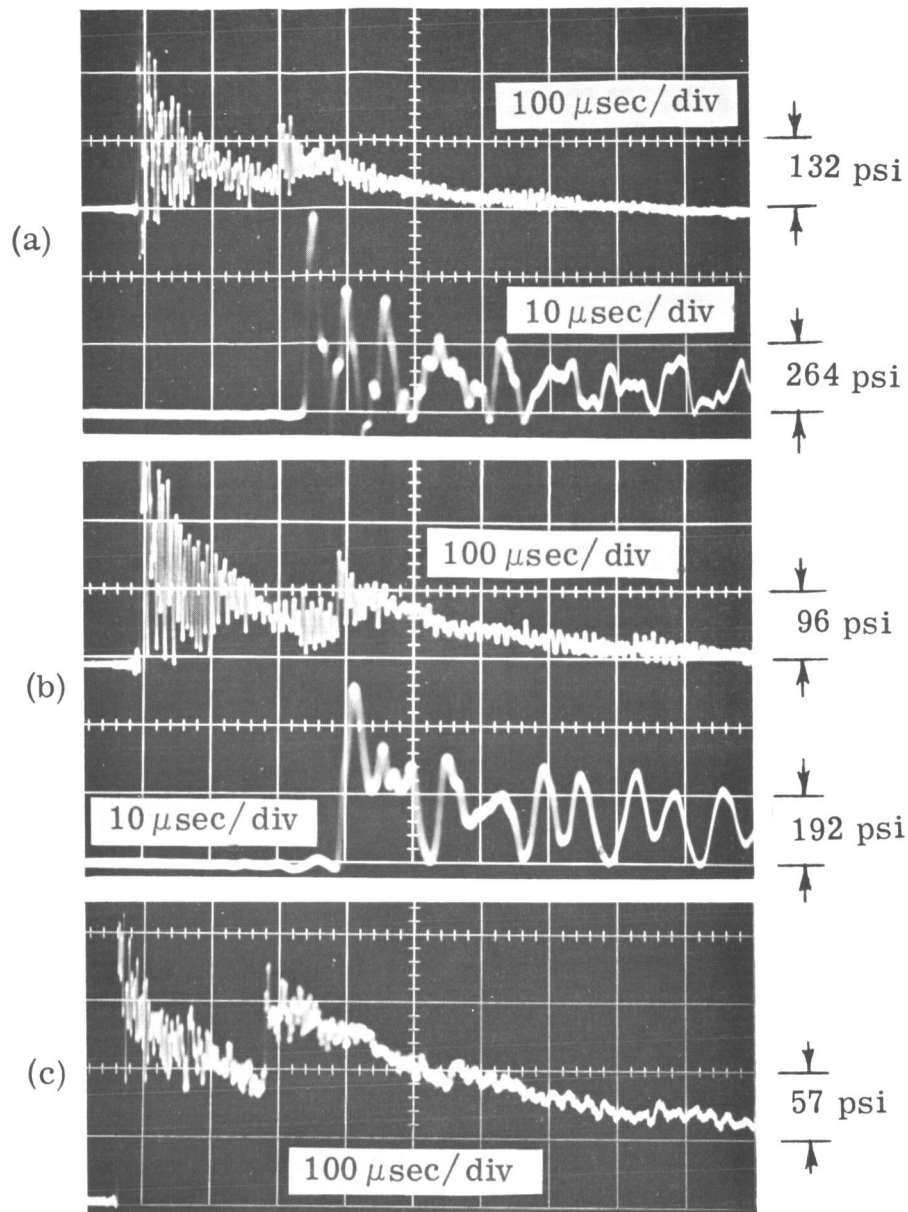 100 μsec/div
132 psi
(a)
10 μsec/div
264 psi
100 μsec/div
96 psi
(b)
10 μsec/div
192 psi
(c)
57 psi
100 μsec/div